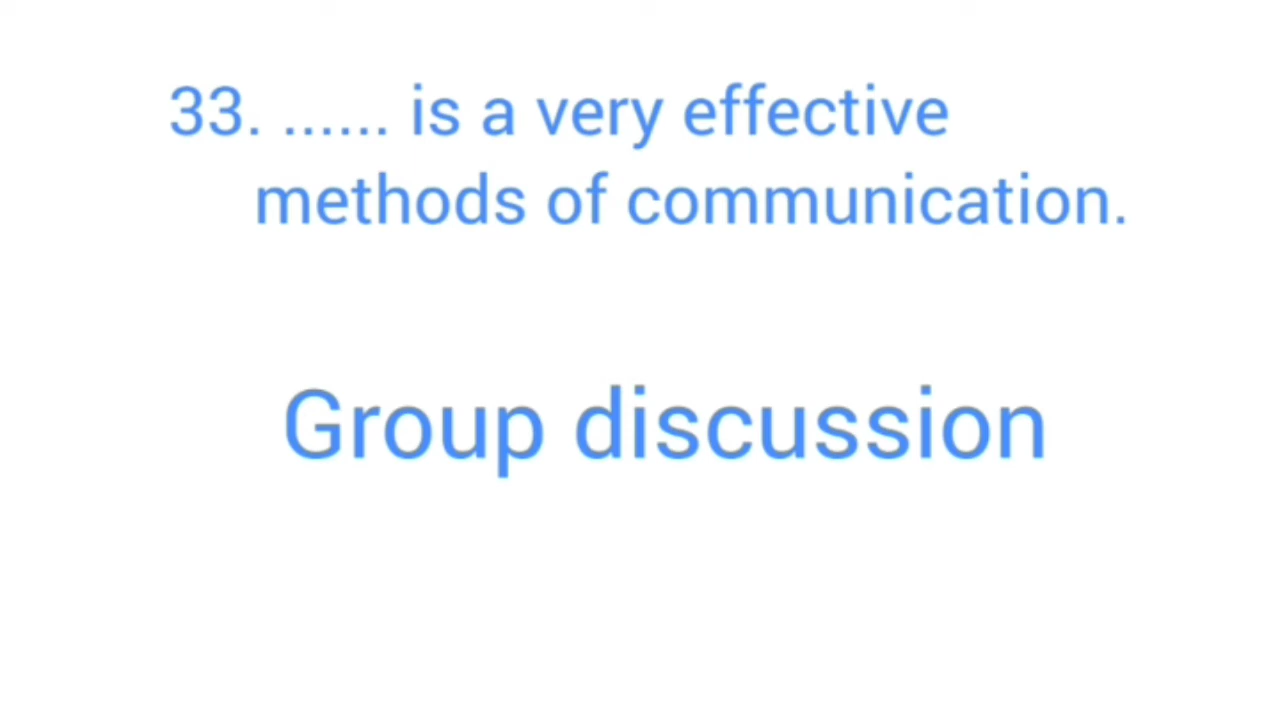 33. ...... is a very effective
methods of communication.
Group discussion